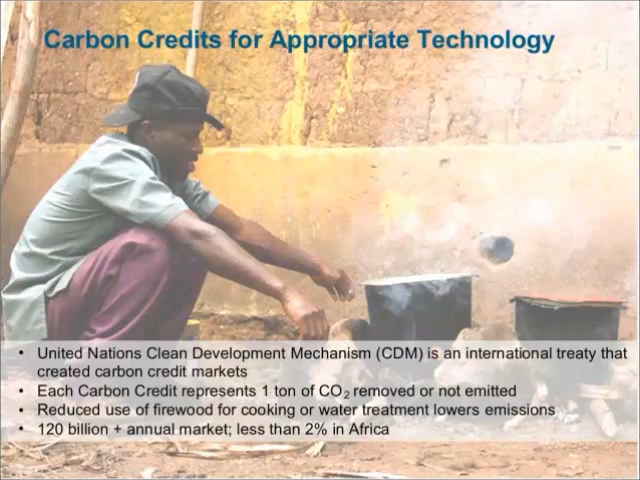 Carbon Credits for Appropriate Technology
• United Nations Clean Development Mechanism (CDM) is an international treaty that
created carbon credit markets
• Each Carbon Credit represents 1 ton of CO2 removed or not emitted
• Reduced use of firewood for cooking or water treatment lowers emissions
• 120 billion + annual market; less than 2% in Africa